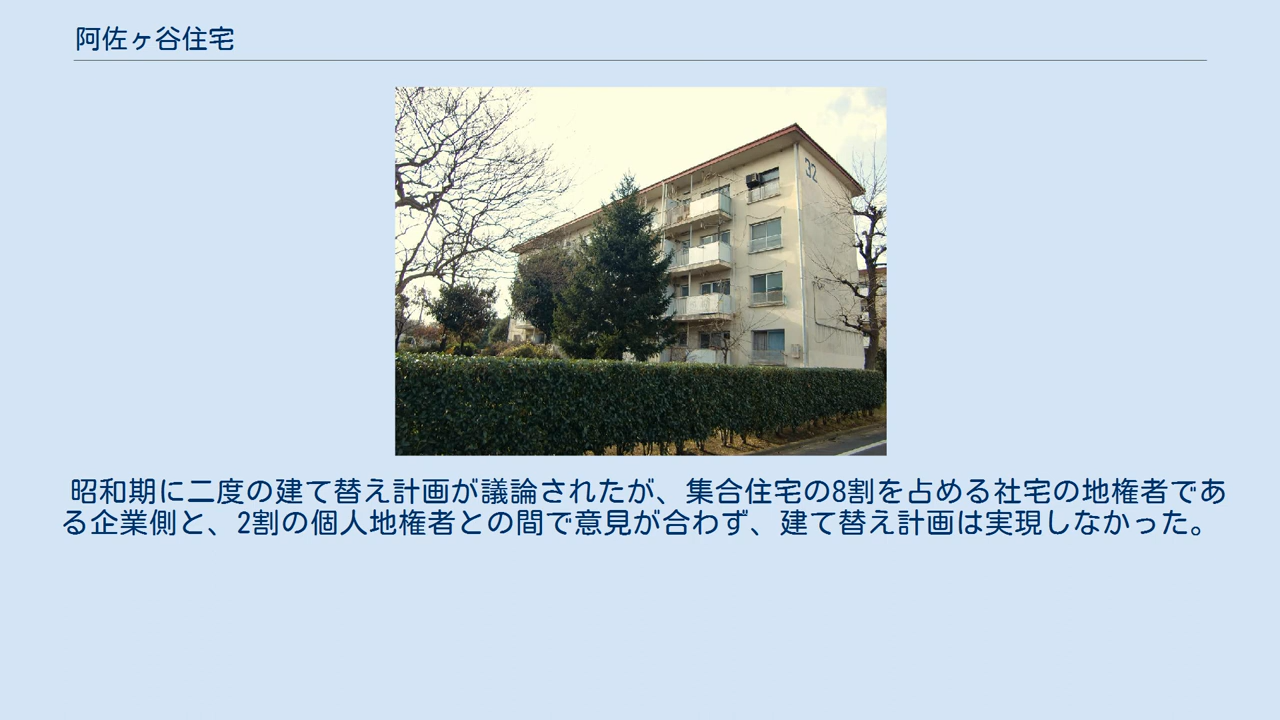 阿佐ヶ谷住宅
32
昭和期に二度の建て替え計画が議論されたが、集合住宅の8割を占める社宅の地権者であ
る企業側と、2割の個人地権者との間で意見が合わず、建て替え計画は実現しなかった。